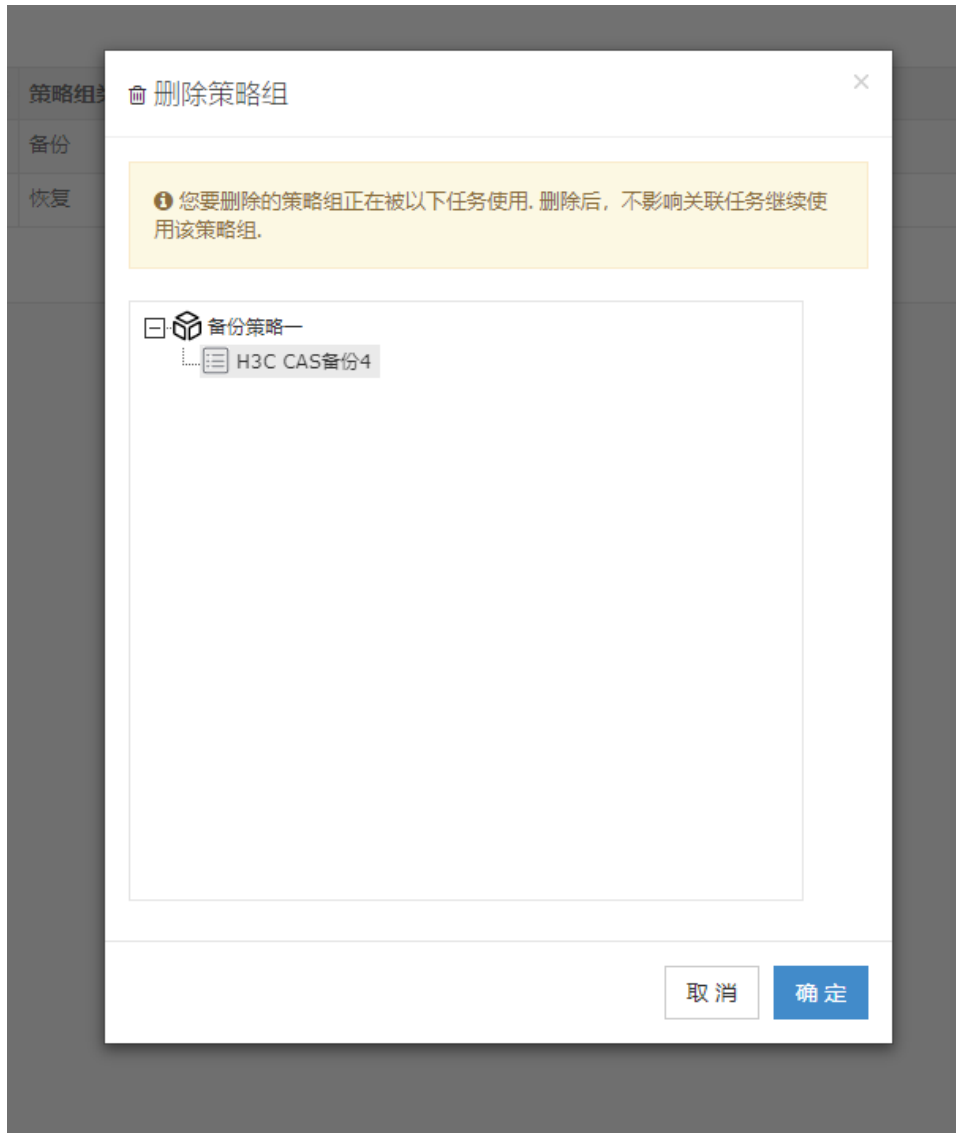 策略组
删除策略组
备份
恢复
您要删除的策略组正在被以下任务使用. 删除后，不影响关联任务继续使
用该策略组.
备份策略一
H3C CAS备份4
取消
确定